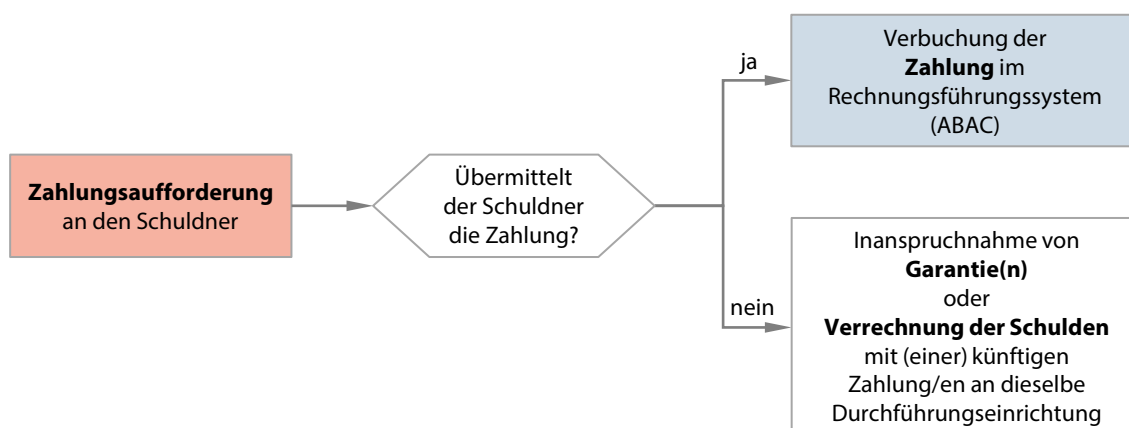 Zahlungsaufforderung
an den Schuldner
Übermittelt
der Schuldner
die Zahlung?
ja
Verbuchung der
Zahlung im
Rechnungsführungssystem
(ABAC)
nein
Inanspruchnahme von
Garantie(n)
oder
Verrechnung der Schulden
mit (einer) künftigen
Zahlung/en an dieselbe
Durchführungseinrichtung